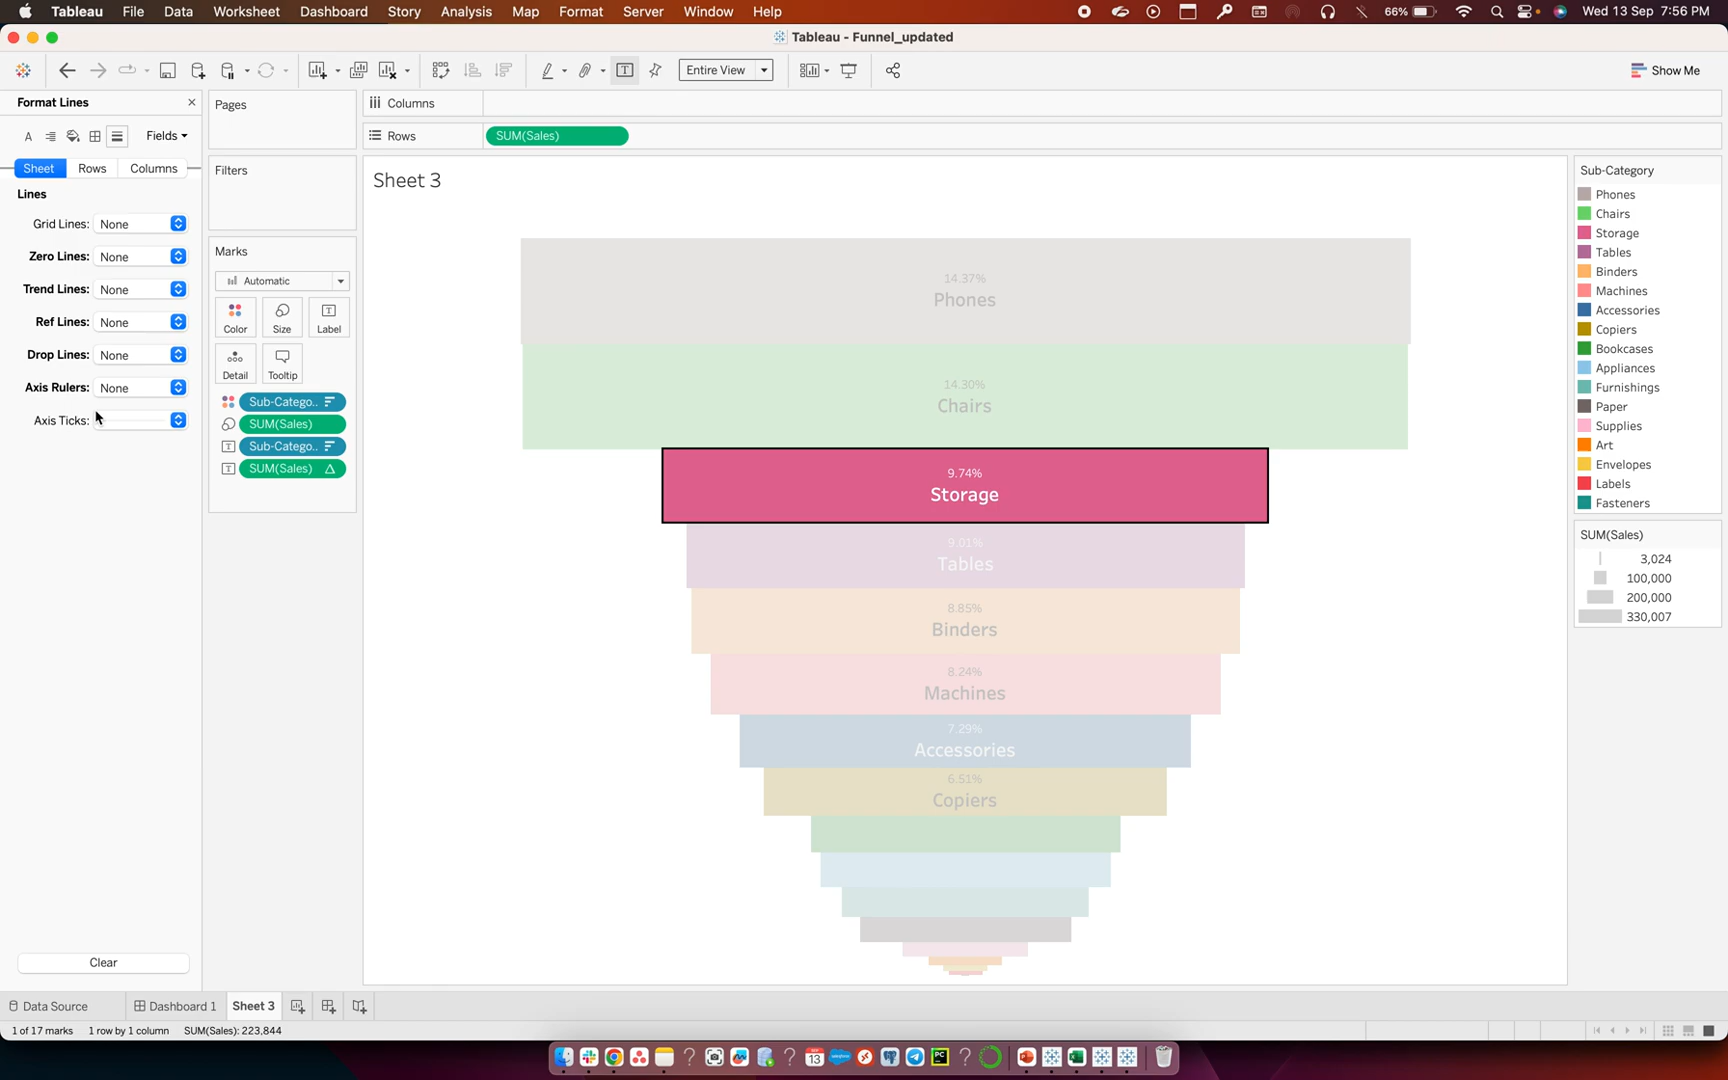 Tableau File Data Worksheet Dashboard Story Analysis Map Format Server Window Help 66% Wed 13 Sep 7:56 PM
Tableau - Funnel_updated
Entire View
Show Me
Format Lines
Fields
Sheet Rows Columns
Lines
Grid Lines: None
Zero Lines: None
Trend Lines: None
Ref Lines: None
Drop Lines: None
Axis Rulers: None
Axis Ticks:
Clear
Pages
Filters
Marks
Automatic
Color Size Label
Detail Tooltip
Sub-Catego..
SUM(Sales)
Sub-Catego..
SUM(Sales)
Columns
Rows SUM(Sales)
Sheet 3
14.37%
Phones
14.30%
Chairs
9.74%
Storage
9.01%
Tables
8.85%
Binders
8.24%
Machines
7.29%
Accessories
6.51%
Copiers
Sub-Category
Phones
Chairs
Storage
Tables
Binders
Machines
Accessories
Copiers
Bookcases
Appliances
Furnishings
Paper
Supplies
Art
Envelopes
Labels
Fasteners
SUM(Sales)
3,024
100,000
200,000
330,007
Data Source Dashboard 1 Sheet 3
1 of 17 marks 1 row by 1 column SUM(Sales): 223,844